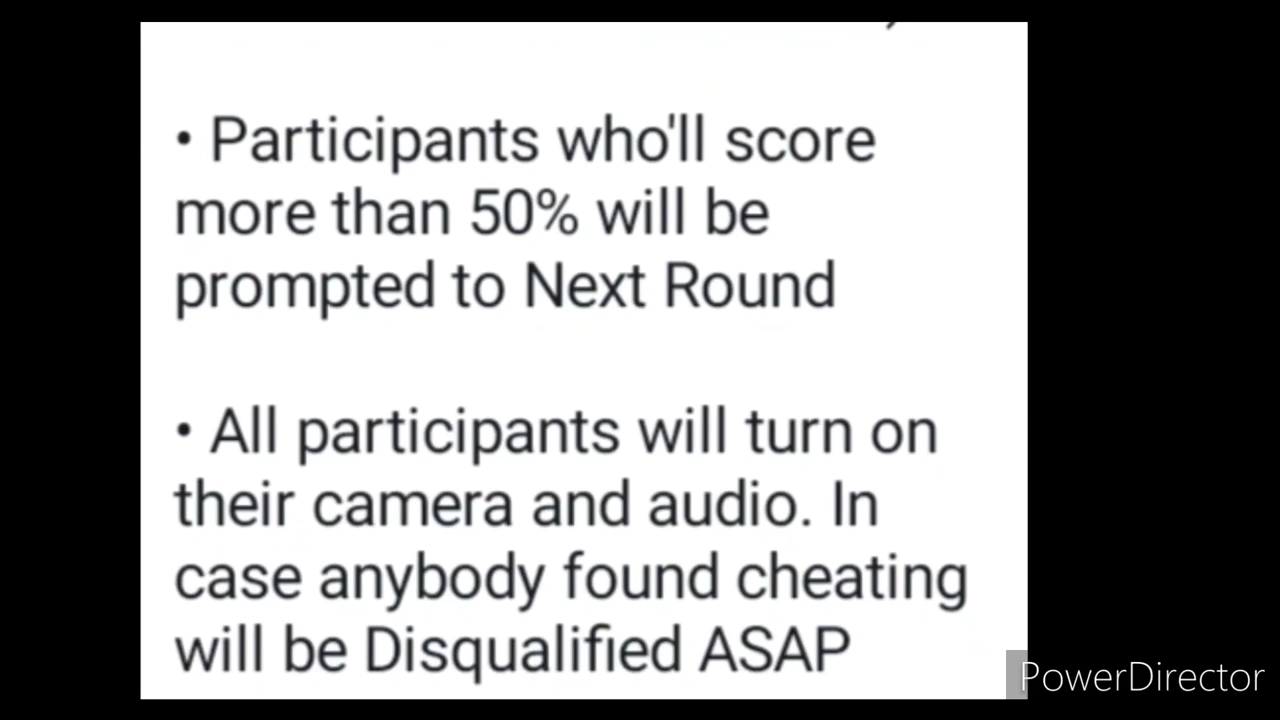 • Participants who'll score
more than 50% will be
prompted to Next Round
• All participants will turn on
their camera and audio. In
case anybody found cheating
will be Disqualified ASAP
PowerDirector